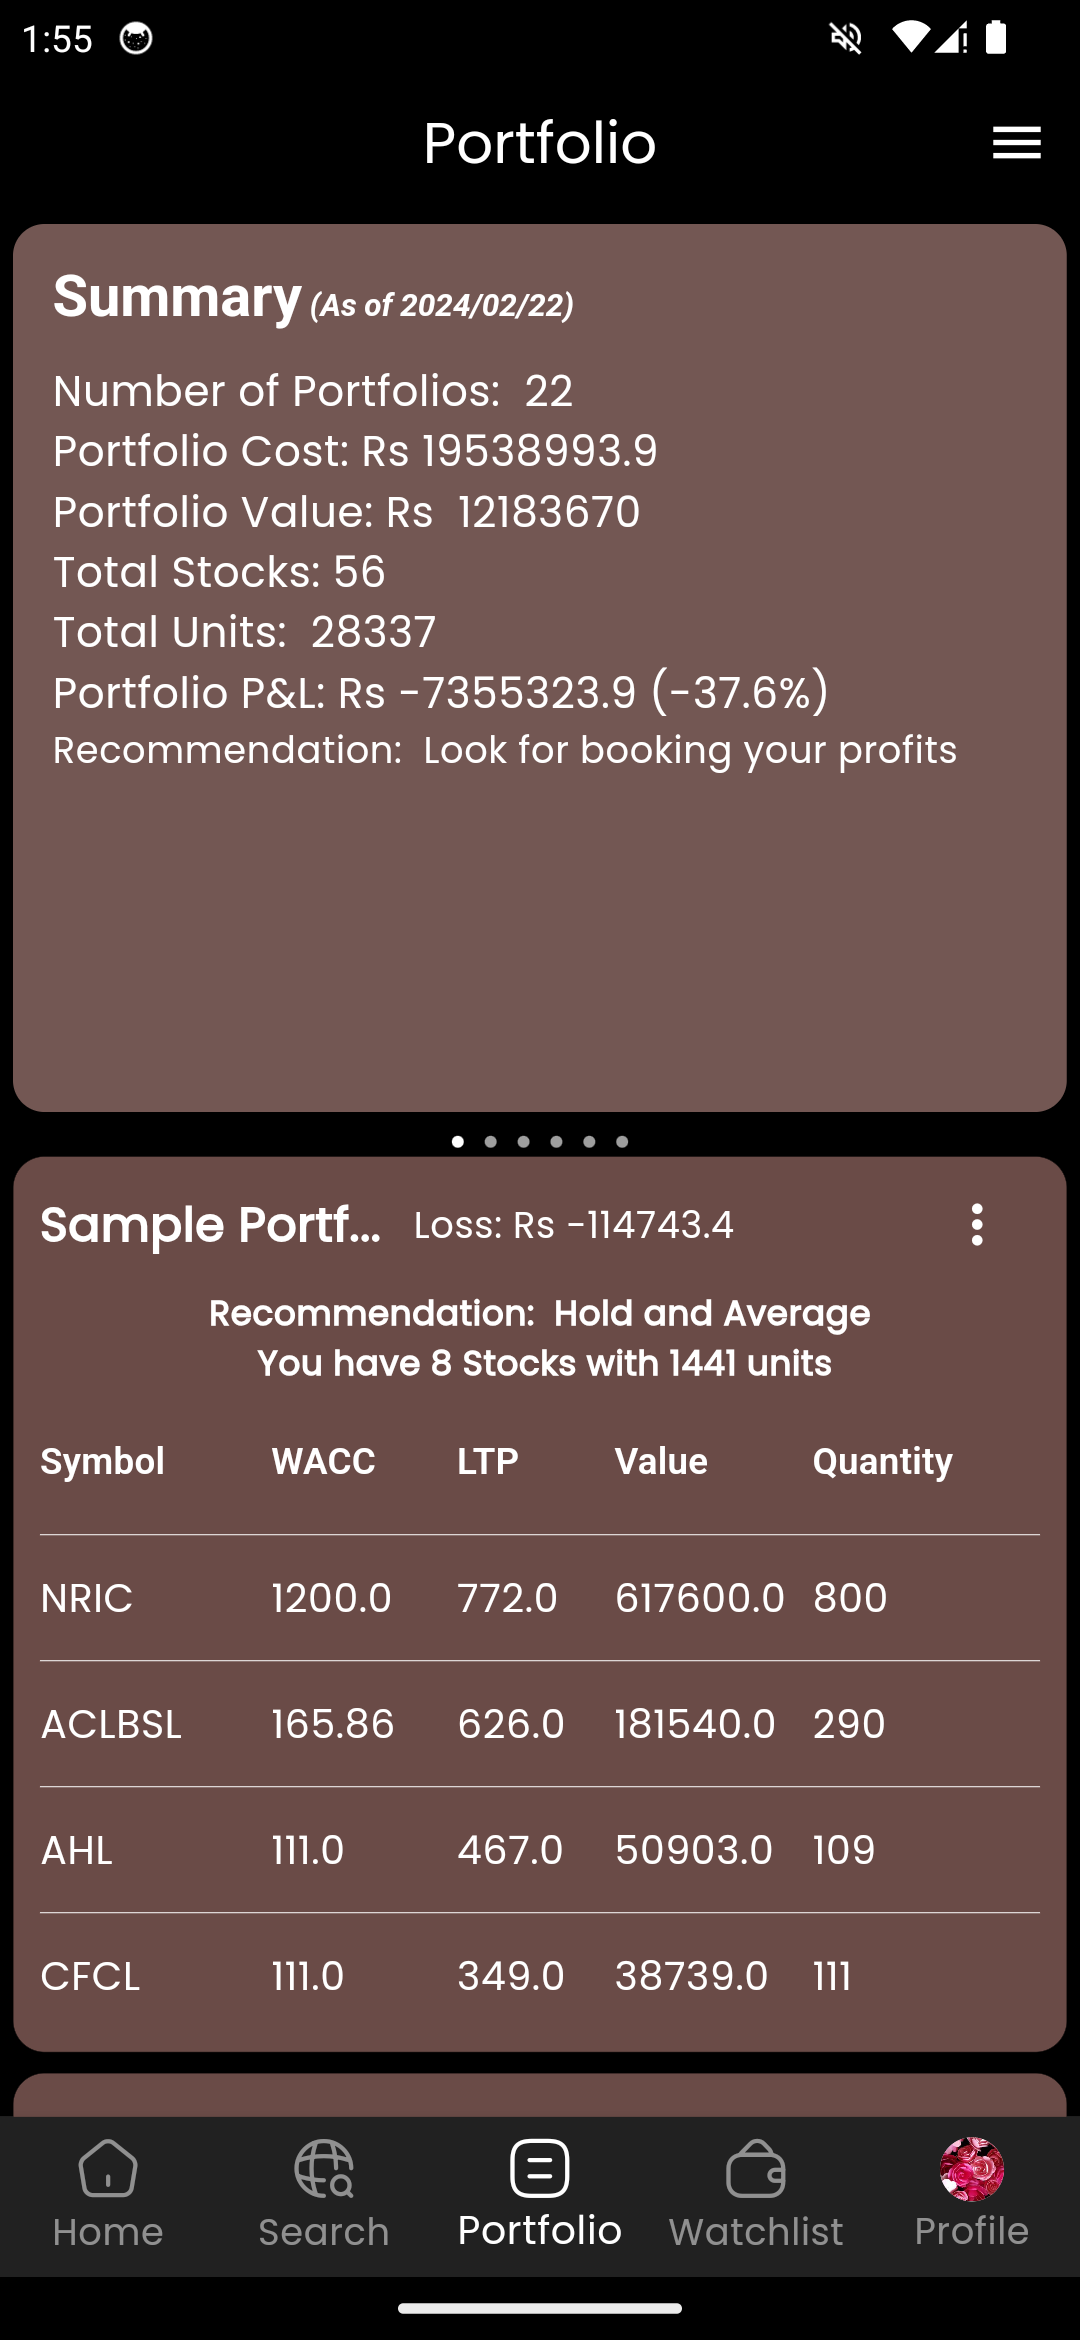 1:55
Portfolio
Summary (As of 2024/02/22)
Number of Portfolios: 22
Portfolio Cost: Rs 19538993.9
Portfolio Value: Rs 12183670
Total Stocks: 56
Total Units: 28337
Portfolio P&L: Rs -7355323.9 (-37.6%)
Recommendation: Look for booking your profits
Sample Portf... Loss: Rs -114743.4
Recommendation: Hold and Average
You have 8 Stocks with 1441 units
Symbol WACC LTP Value Quantity
NRIC 1200.0 772.0 617600.0 800
ACLBSL 165.86 626.0 181540.0 290
AHL 111.0 467.0 50903.0 109
CFCL 111.0 349.0 38739.0 111
Home Search Portfolio Watchlist Profile